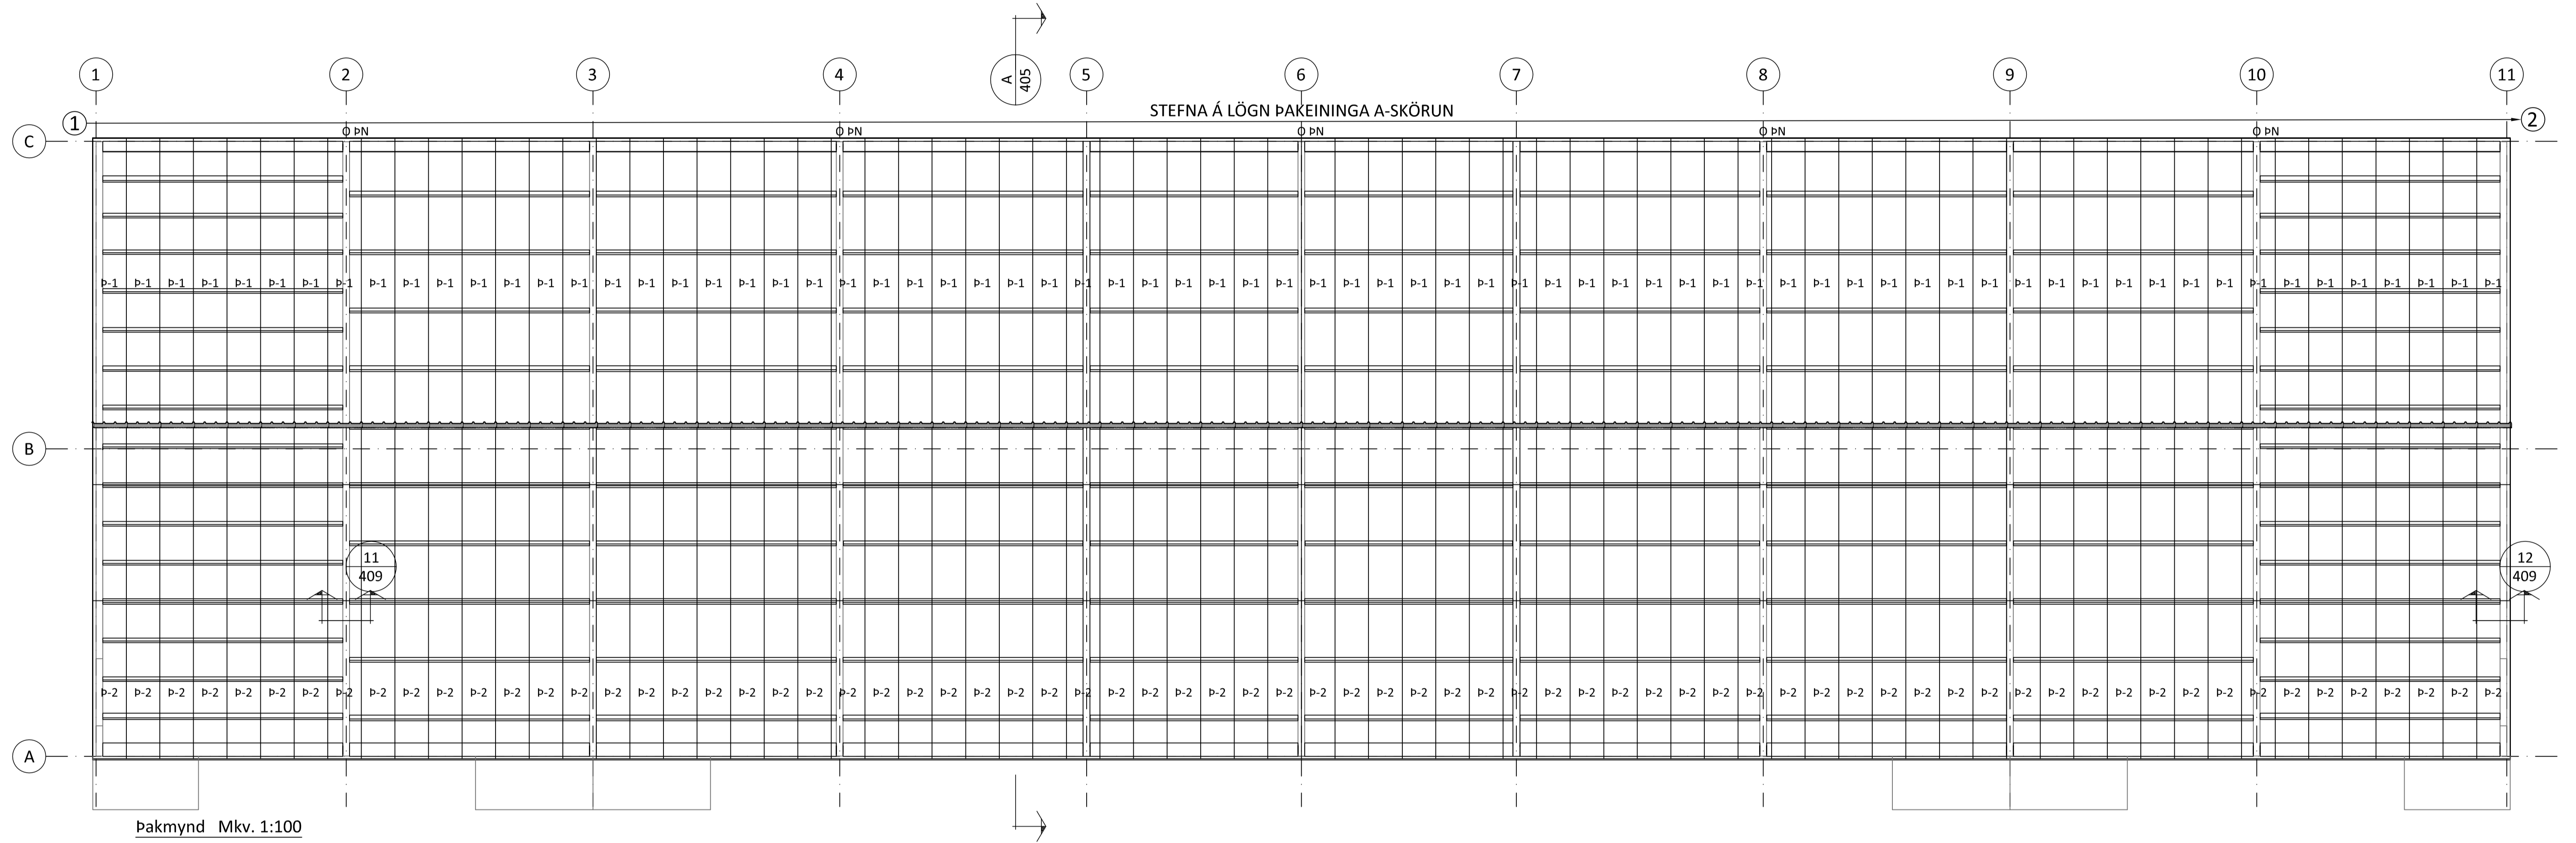 A
405
1 2 3 4 5 6 7 8 9 10 11
STEFNA Á LÖGN ÞAKEININGA A-SKÖRUN
1 2
O ÞN O ÞN O ÞN O ÞN O ÞN
C
Þ-1 Þ-1 Þ-1 Þ-1 Þ-1 Þ-1 Þ-1 Þ-1 Þ-1 Þ-1 Þ-1 Þ-1 Þ-1 Þ-1 Þ-1 Þ-1 Þ-1 Þ-1 Þ-1 Þ-1 Þ-1 Þ-1 Þ-1 Þ-1 Þ-1 Þ-1 Þ-1 Þ-1 Þ-1 Þ-1 Þ-1 Þ-1 Þ-1 Þ-1 Þ-1 Þ-1 Þ-1 Þ-1 Þ-1 Þ-1 Þ-1 Þ-1 Þ-1 Þ-1 Þ-1 Þ-1 Þ-1 Þ-1 Þ-1 Þ-1 Þ-1 Þ-1 Þ-1 Þ-1 Þ-1 Þ-1 Þ-1 Þ-1 Þ-1 Þ-1 Þ-1 Þ-1 Þ-1 Þ-1 Þ-1 Þ-1 Þ-1 Þ-1 Þ-1 Þ-1 Þ-1 Þ-1
B
11
409
12
409
Þ-2 Þ-2 Þ-2 Þ-2 Þ-2 Þ-2 Þ-2 Þ-2 Þ-2 Þ-2 Þ-2 Þ-2 Þ-2 Þ-2 Þ-2 Þ-2 Þ-2 Þ-2 Þ-2 Þ-2 Þ-2 Þ-2 Þ-2 Þ-2 Þ-2 Þ-2 Þ-2 Þ-2 Þ-2 Þ-2 Þ-2 Þ-2 Þ-2 Þ-2 Þ-2 Þ-2 Þ-2 Þ-2 Þ-2 Þ-2 Þ-2 Þ-2 Þ-2 Þ-2 Þ-2 Þ-2 Þ-2 Þ-2 Þ-2 Þ-2 Þ-2 Þ-2 Þ-2 Þ-2 Þ-2 Þ-2 Þ-2 Þ-2 Þ-2 Þ-2 Þ-2 Þ-2 Þ-2 Þ-2 Þ-2 Þ-2 Þ-2 Þ-2 Þ-2 Þ-2 Þ-2 Þ-2
A
Þakmynd Mkv. 1:100